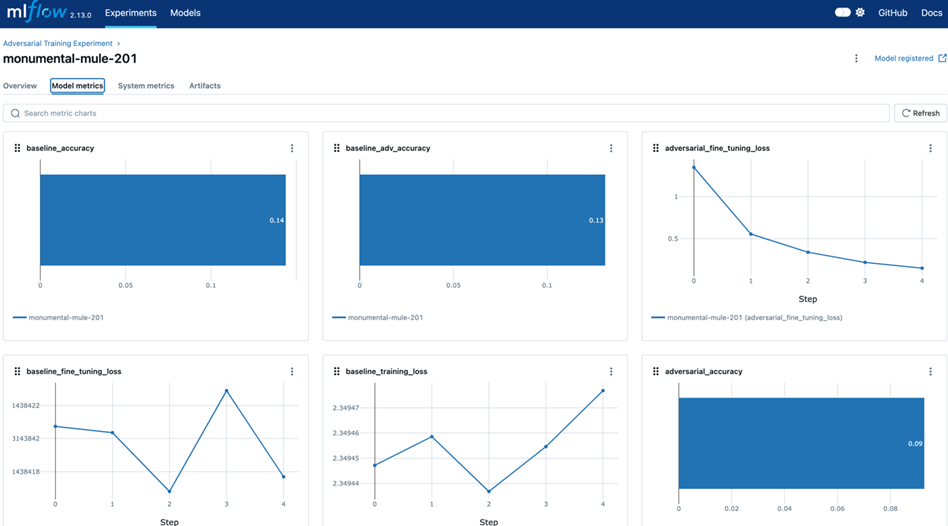 mlflow 2.13.0 Experiments Models GitHub Docs
Adversarial Training Experiment ›
monumental-mule-201
Model registered
Overview Model metrics System metrics Artifacts
Search metric charts
Refresh
baseline_accuracy
0.14
0 0.05 0.1
monumental-mule-201
baseline_adv_accuracy
0.13
0 0.05 0.1
monumental-mule-201
adversarial_fine_tuning_loss
1
0.5
0 1 2 3 4
Step
monumental-mule-201 (adversarial_fine_tuning_loss)
baseline_fine_tuning_loss
1438422
3143842
1438418
0 1 2 3 4
Step
baseline_training_loss
2.34947
2.34946
2.34945
2.34944
0 1 2 3 4
Step
adversarial_accuracy
0.09
0 0.02 0.04 0.06 0.08